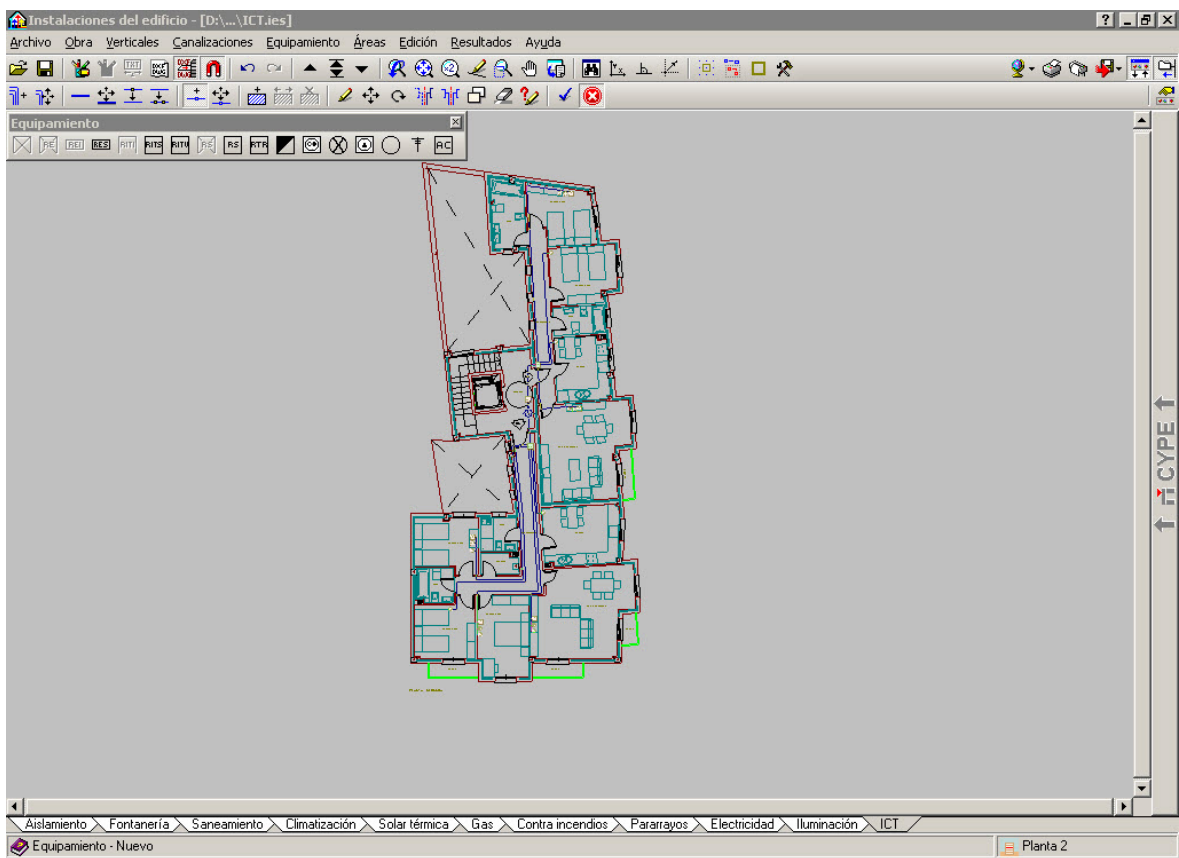 Instalaciones del edificio - [D:\...\ICT.ies]
Archivo Obra Verticales Canalizaciones Equipamiento Áreas Edición Resultados Ayuda
Equipamiento
RE REI RES RITI RITS RITU RS RS RTR AC
CYPE
Aislamiento Fontanería Saneamiento Climatización Solar térmica Gas Contra incendios Pararrayos Electricidad Iluminación ICT
Equipamiento - Nuevo Planta 2